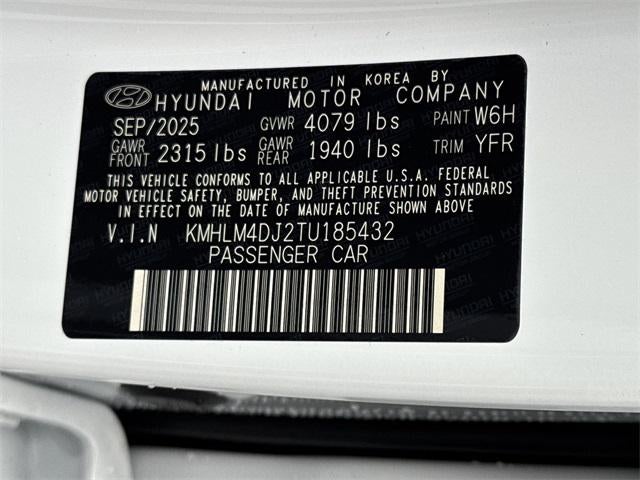 MANUFACTURED IN KOREA BY
HYUNDAI MOTOR COMPANY
SEP/2025 GVWR 4079 lbs PAINT W6H
GAWR FRONT 2315 lbs GAWR REAR 1940 lbs TRIM YFR
THIS VEHICLE CONFORMS TO ALL APPLICABLE U.S.A. FEDERAL
MOTOR VEHICLE SAFETY, BUMPER, AND THEFT PREVENTION STANDARDS
IN EFFECT ON THE DATE OF MANUFACTURE SHOWN ABOVE
V.I.N KMHLM4DJ2TU185432
PASSENGER CAR